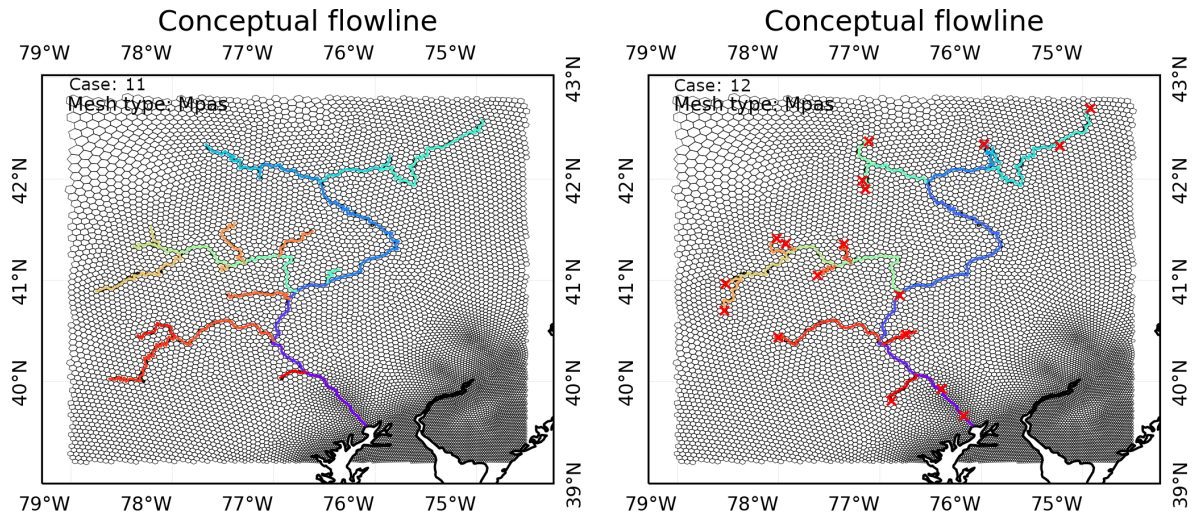 Conceptual flowline
79°W 78°W 77°W 76°W 75°W
43°N
Case: 11
Mesh type: Mpas
42°N 42°N
41°N 41°N
40°N 40°N
39°N 39°N
79°W 78°W 77°W 76°W 75°W
Conceptual flowline
79°W 78°W 77°W 76°W 75°W
43°N
Case: 12
Mesh type: Mpas
42°N 42°N
41°N 41°N
40°N 40°N
39°N
79°W 78°W 77°W 76°W 75°W